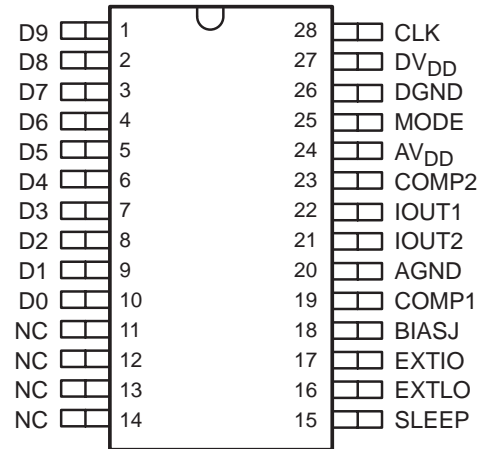 D9 1 28 CLK
D8 2 27 DVDD
D7 3 26 DGND
D6 4 25 MODE
D5 5 24 AVDD
D4 6 23 COMP2
D3 7 22 IOUT1
D2 8 21 IOUT2
D1 9 20 AGND
D0 10 19 COMP1
NC 11 18 BIASJ
NC 12 17 EXTIO
NC 13 16 EXTLO
NC 14 15 SLEEP